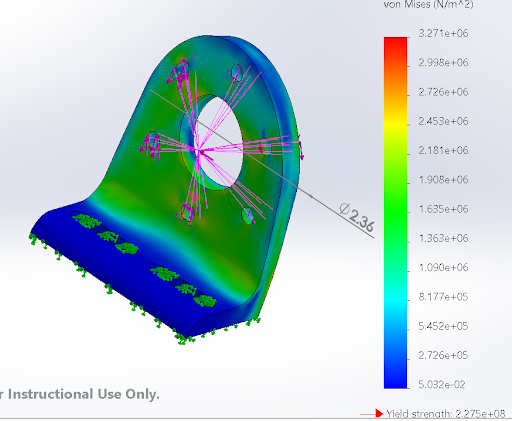 von Mises (N/m^2)
3.271e+06
2.998e+06
2.726e+06
2.453e+06
2.181e+06
1.908e+06
1.635e+06
1.363e+06
1.090e+06
8.177e+05
5.452e+05
2.726e+05
5.032e-02
Yield strength: 2.275e+08
∅2.36
r Instructional Use Only.